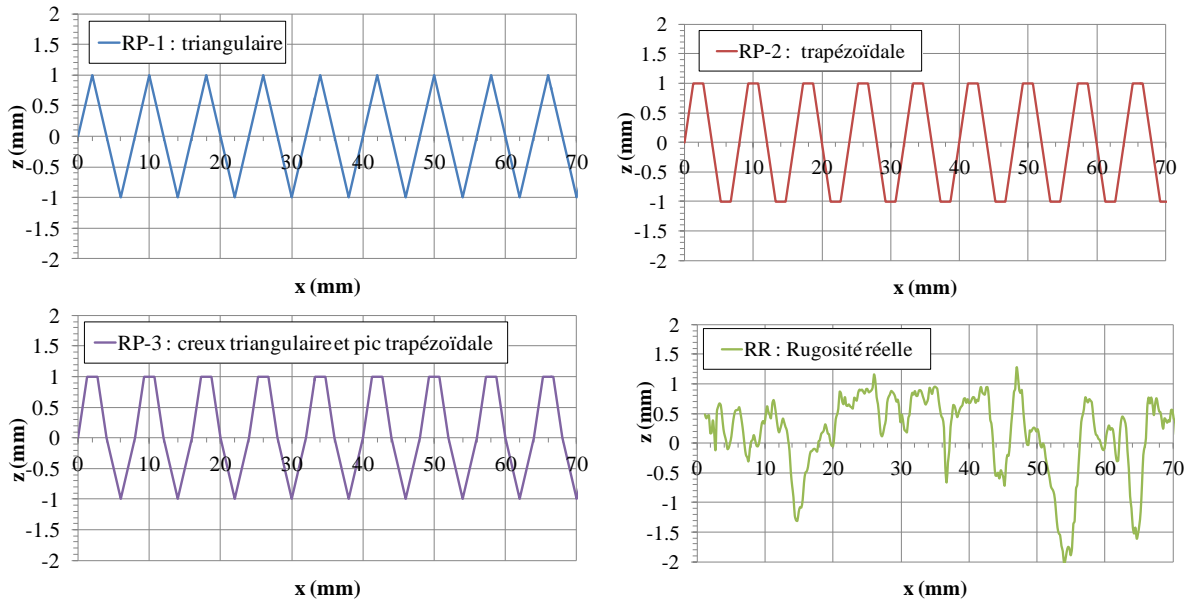 2
1.5
1
0.5
0
-0.5
-1
-1.5
-2
0 10 20 30 40 50 60 70
z (mm)
x (mm)
RP-1 : triangulaire
2
1.5
1
0.5
0
-0.5
-1
-1.5
-2
0 10 20 30 40 50 60 70
z (mm)
x (mm)
RP-2 : trapézoïdale
2
1.5
1
0.5
0
-0.5
-1
-1.5
-2
0 10 20 30 40 50 60 70
z (mm)
x (mm)
RP-3 : creux triangulaire et pic trapézoïdale
2
1.5
1
0.5
0
-0.5
-1
-1.5
-2
0 10 20 30 40 50 60 70
z (mm)
x (mm)
RR : Rugosité réelle